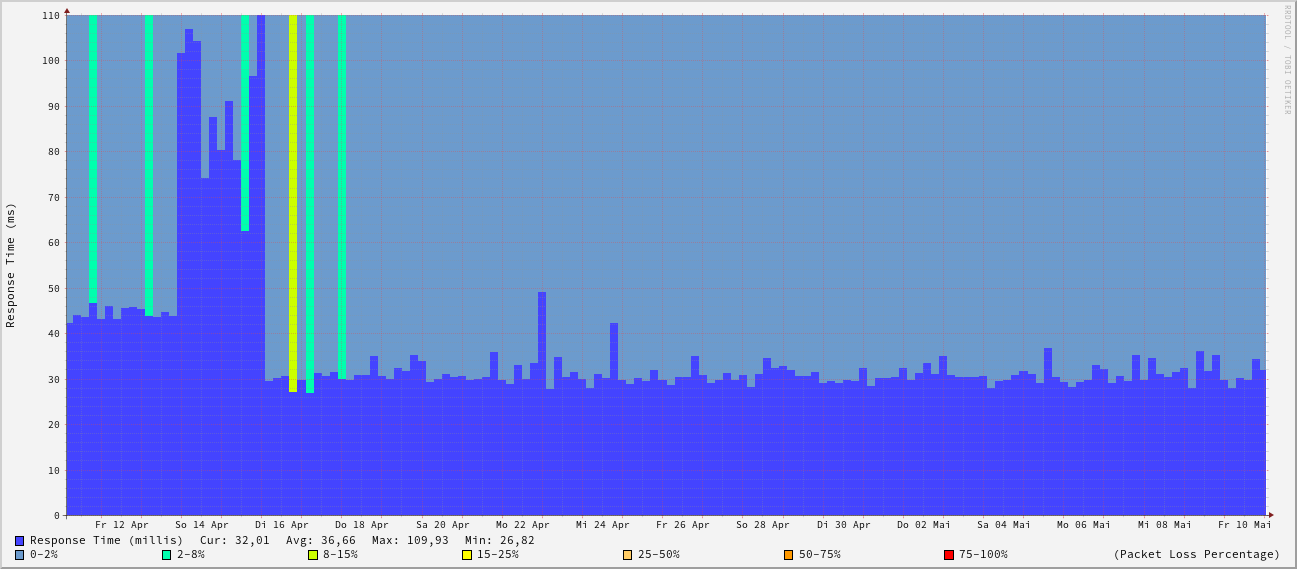 RRDTOOL / TOBI OETIKER
Response Time (ms)
110
100
90
80
70
60
50
40
30
20
10
0
Fr 12 Apr So 14 Apr Di 16 Apr Do 18 Apr Sa 20 Apr Mo 22 Apr Mi 24 Apr Fr 26 Apr So 28 Apr Di 30 Apr Do 02 Mai Sa 04 Mai Mo 06 Mai Mi 08 Mai Fr 10 Mai
Response Time (millis) Cur: 32,01 Avg: 36,66 Max: 109,93 Min: 26,82
0-2% 2-8% 8-15% 15-25% 25-50% 50-75% 75-100% (Packet Loss Percentage)